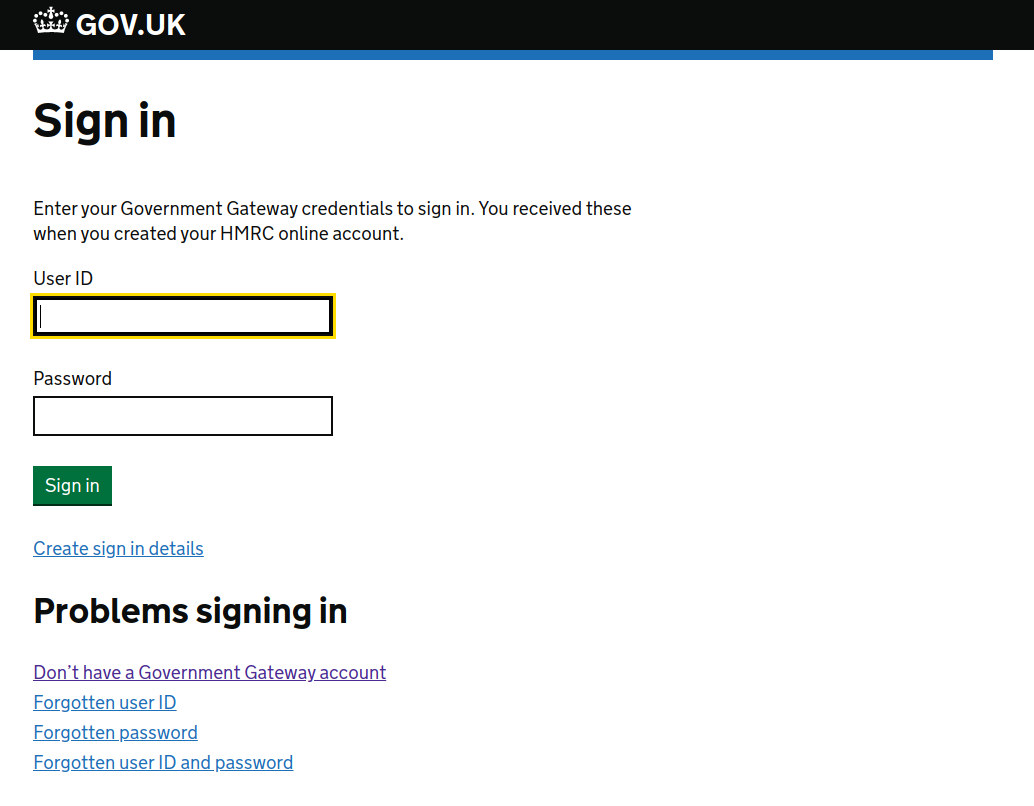 GOV.UK
Sign in
Enter your Government Gateway credentials to sign in. You received these
when you created your HMRC online account.
User ID
Password
Sign in
Create sign in details
Problems signing in
Don’t have a Government Gateway account
Forgotten user ID
Forgotten password
Forgotten user ID and password